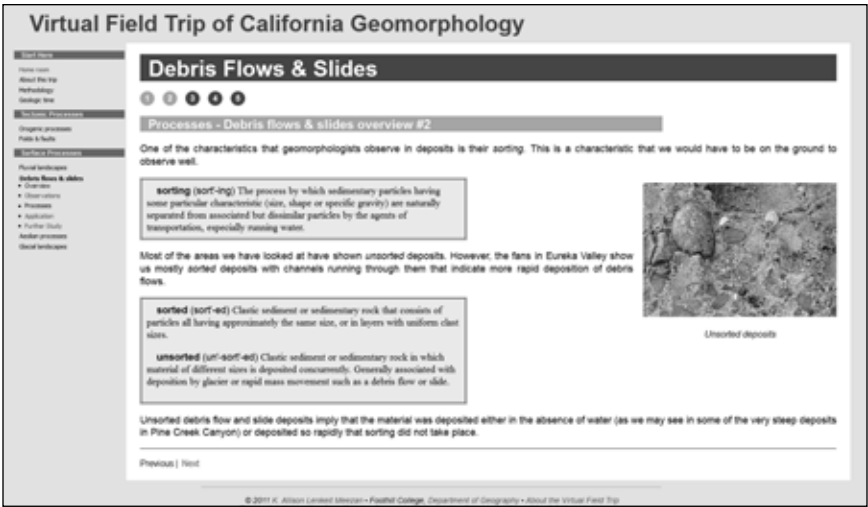 Virtual Field Trip of California Geomorphology
Start Here
Home room
About this trip
Methodology
Geologic time
Tectonic Processes
Orogenic processes
Folds & faults
Surface Processes
Fluvial landscapes
Debris flows & slides
• Overview
• Observations
• Processes
• Application
• Further Study
Aeolian processes
Glacial landscapes
Debris Flows & Slides
1 2 3 4 5
Processes - Debris flows & slides overview #2
One of the characteristics that geomorphologists observe in deposits is their sorting. This is a characteristic that we would have to be on the ground to
observe well.
sorting (sort'-ing) The process by which sedimentary particles having
some particular characteristic (size, shape or specific gravity) are naturally
separated from associated but dissimilar particles by the agents of
transportation, especially running water.
Most of the areas we have looked at have shown unsorted deposits. However, the fans in Eureka Valley show
us mostly sorted deposits with channels running through them that indicate more rapid deposition of debris
flows.
sorted (sort'-ed) Clastic sediment or sedimentary rock that consists of
particles all having approximately the same size, or in layers with uniform clast
sizes.
unsorted (un'-sort'-ed) Clastic sediment or sedimentary rock in which
material of different sizes is deposited concurrently. Generally associated with
deposition by glacier or rapid mass movement such as a debris flow or slide.
Unsorted deposits
Unsorted debris flow and slide deposits imply that the material was deposited either in the absence of water (as we may see in some of the very steep deposits
in Pine Creek Canyon) or deposited so rapidly that sorting did not take place.
Previous | Next
© 2011 K. Allison Lenkeit Meezan • Foothill College, Department of Geography • About the Virtual Field Trip